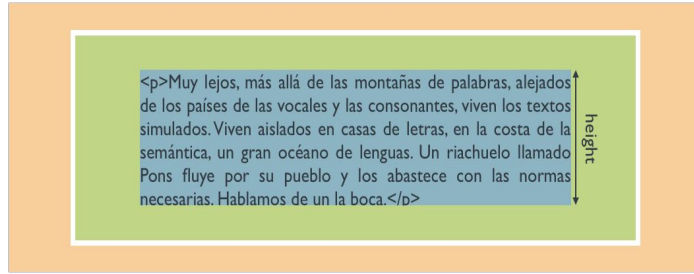 <p>Muy lejos, más allá de las montañas de palabras, alejados
de los países de las vocales y las consonantes, viven los textos
simulados. Viven aislados en casas de letras, en la costa de la
semántica, un gran océano de lenguas. Un riachuelo llamado
Pons fluye por su pueblo y los abastece con las normas
necesarias. Hablamos de un la boca.</p>
height